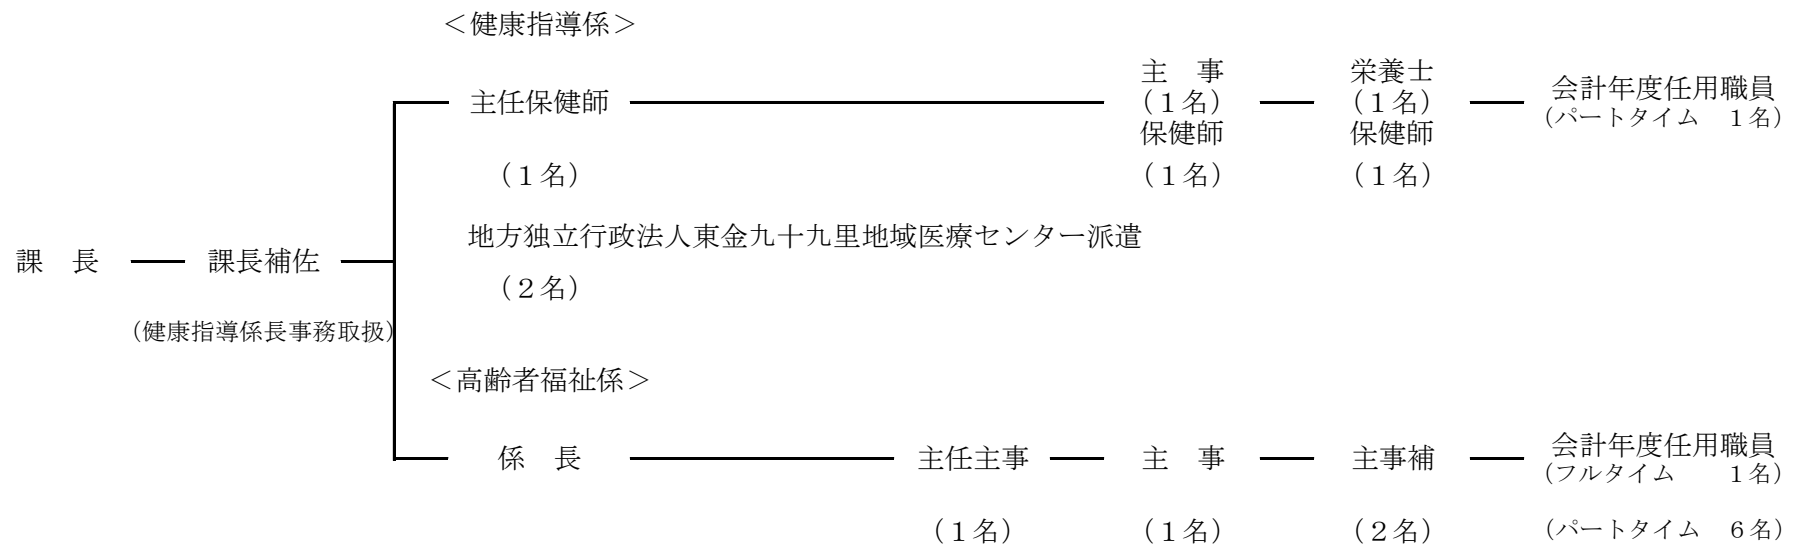 ＜健康指導係＞
主　事　栄養士
主任保健師　（１名）　（１名）　会計年度任用職員
（パートタイム　１名）
保健師　保健師
（１名）　（１名）　（１名）
地方独立行政法人東金九十九里地域医療センター派遣
課　長　課長補佐
（２名）
（健康指導係長事務取扱）
＜高齢者福祉係＞
係　長　主任主事　主　事　主事補　会計年度任用職員
（フルタイム　　１名）
（１名）　（１名）　（２名）　（パートタイム　６名）